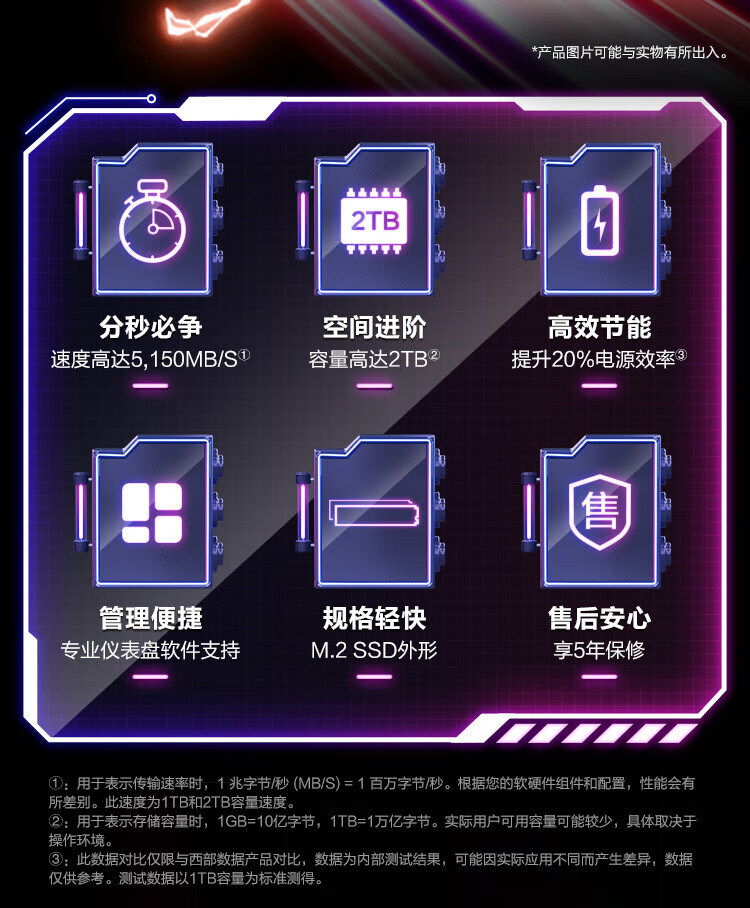 *产品图片可能与实物有所出入。
2TB
分秒必争
空间进阶
高效节能
速度高达5,150MB/S①
容量高达2TB②
提升20%电源效率③
售
管理便捷
规格轻快
售后安心
专业仪表盘软件支持
M.2 SSD外形
享5年保修
①：用于表示传输速率时，1 兆字节/秒 (MB/S) = 1 百万字节/秒。根据您的软硬件组件和配置，性能会有
所差别。此速度为1TB和2TB容量速度。
②：用于表示存储容量时，1GB=10亿字节，1TB=1万亿字节。实际用户可用容量可能较少，具体取决于
操作环境。
③：此数据对比仅限与西部数据产品对比，数据为内部测试结果，可能因实际应用不同而产生差异，数据
仅供参考。测试数据以1TB容量为标准测得。